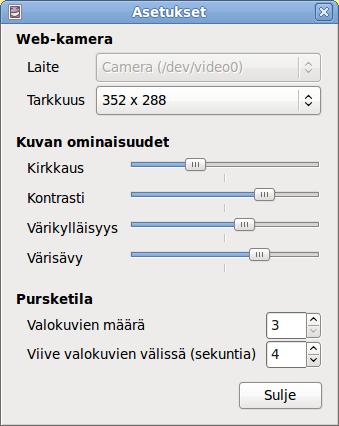 Asetukset
Web-kamera
Laite Camera (/dev/video0)
Tarkkuus 352 x 288
Kuvan ominaisuudet
Kirkkaus
Kontrasti
Värikylläisyys
Värisävy
Pursketila
Valokuvien määrä 3
Viive valokuvien välissä (sekuntia) 4
Sulje